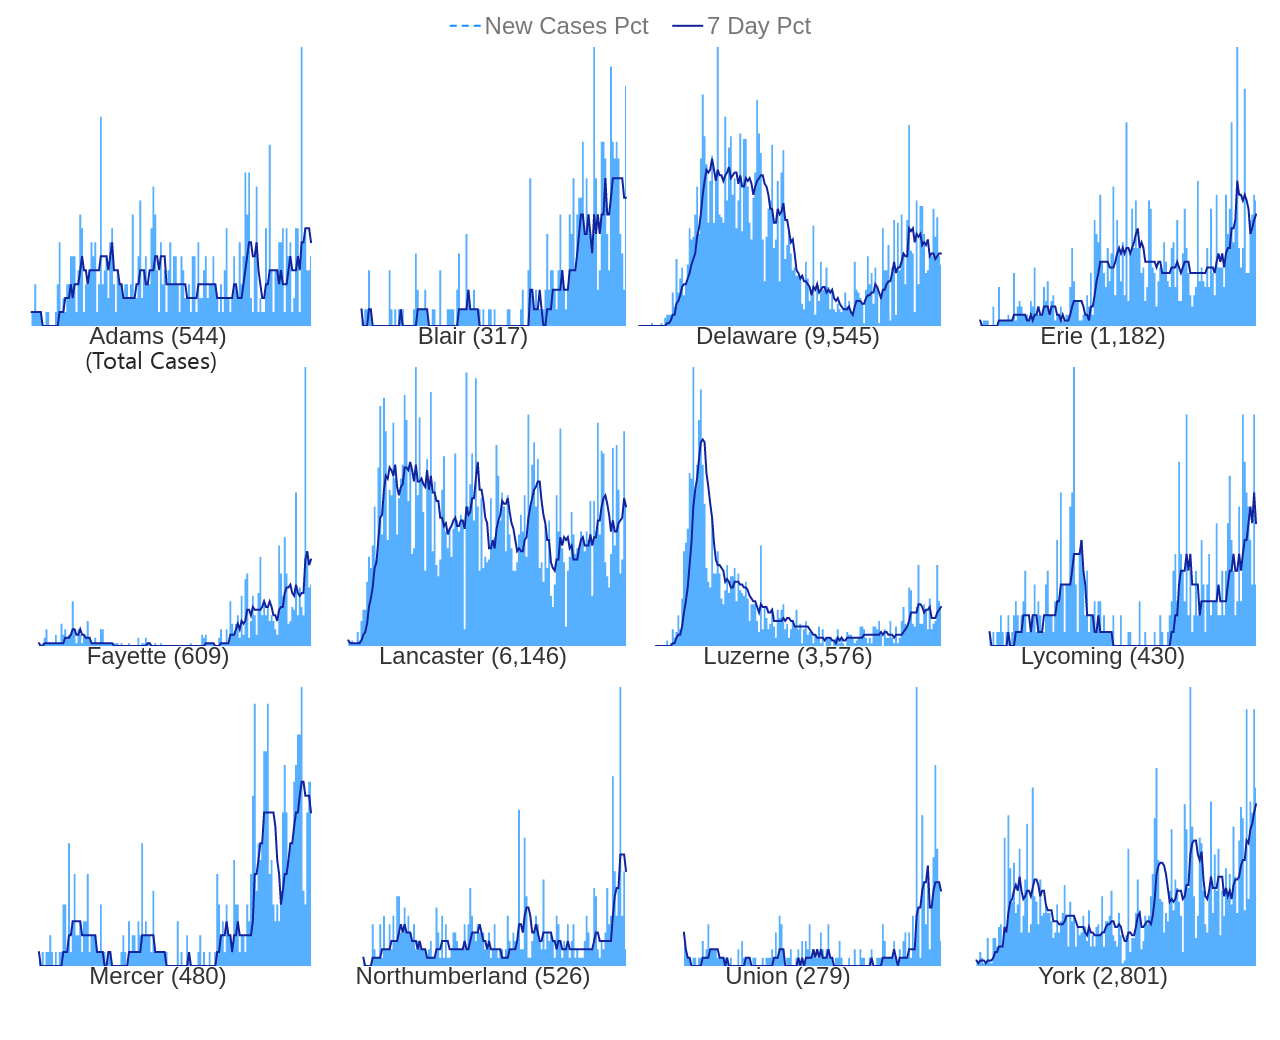 New Cases Pct 7 Day Pct
Adams (544) Blair (317) Delaware (9,545) Erie (1,182)
(Total Cases)
Fayette (609) Lancaster (6,146) Luzerne (3,576) Lycoming (430)
Mercer (480) Northumberland (526) Union (279) York (2,801)